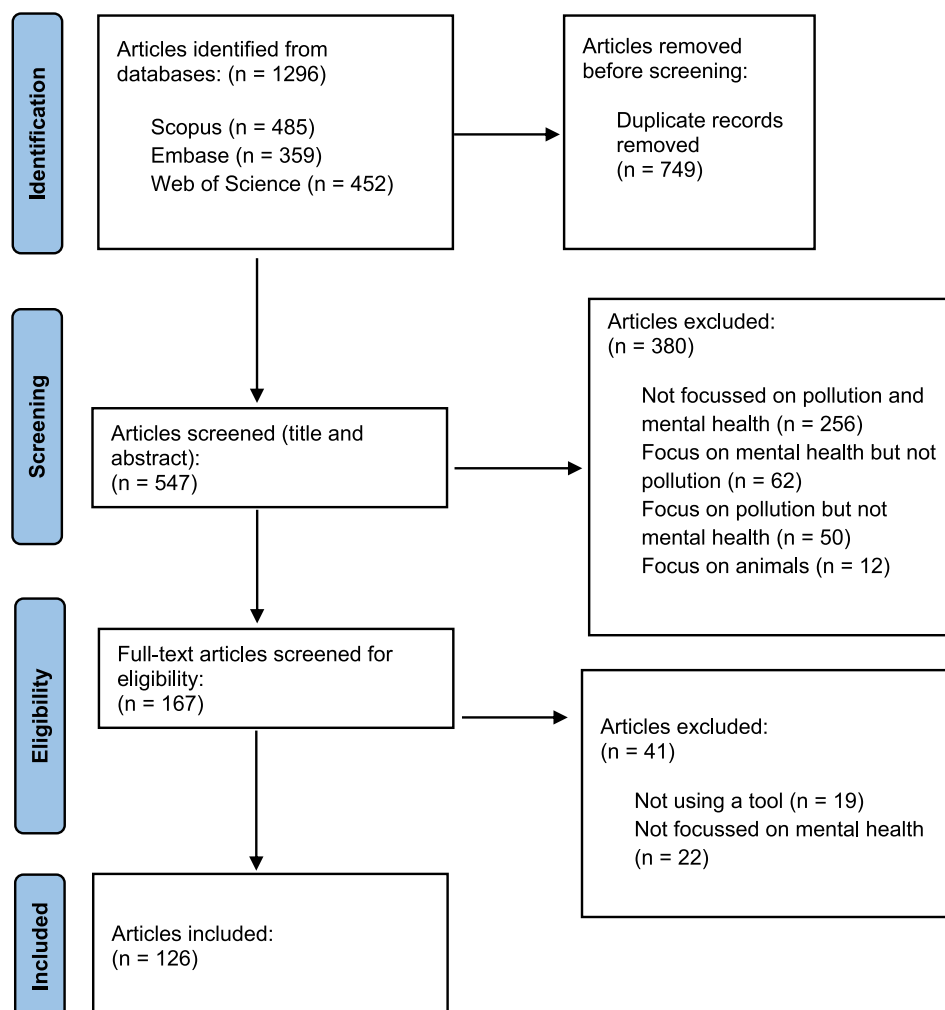 Identification
Articles identified from
databases: (n = 1296)
Scopus (n = 485)
Embase (n = 359)
Web of Science (n = 452)
Articles removed
before screening:
Duplicate records
removed
(n = 749)
Screening
Articles screened (title and
abstract):
(n = 547)
Articles excluded:
(n = 380)
Not focussed on pollution and
mental health (n = 256)
Focus on mental health but not
pollution (n = 62)
Focus on pollution but not
mental health (n = 50)
Focus on animals (n = 12)
Eligibility
Full-text articles screened for
eligibility:
(n = 167)
Articles excluded:
(n = 41)
Not using a tool (n = 19)
Not focussed on mental health
(n = 22)
Included
Articles included:
(n = 126)